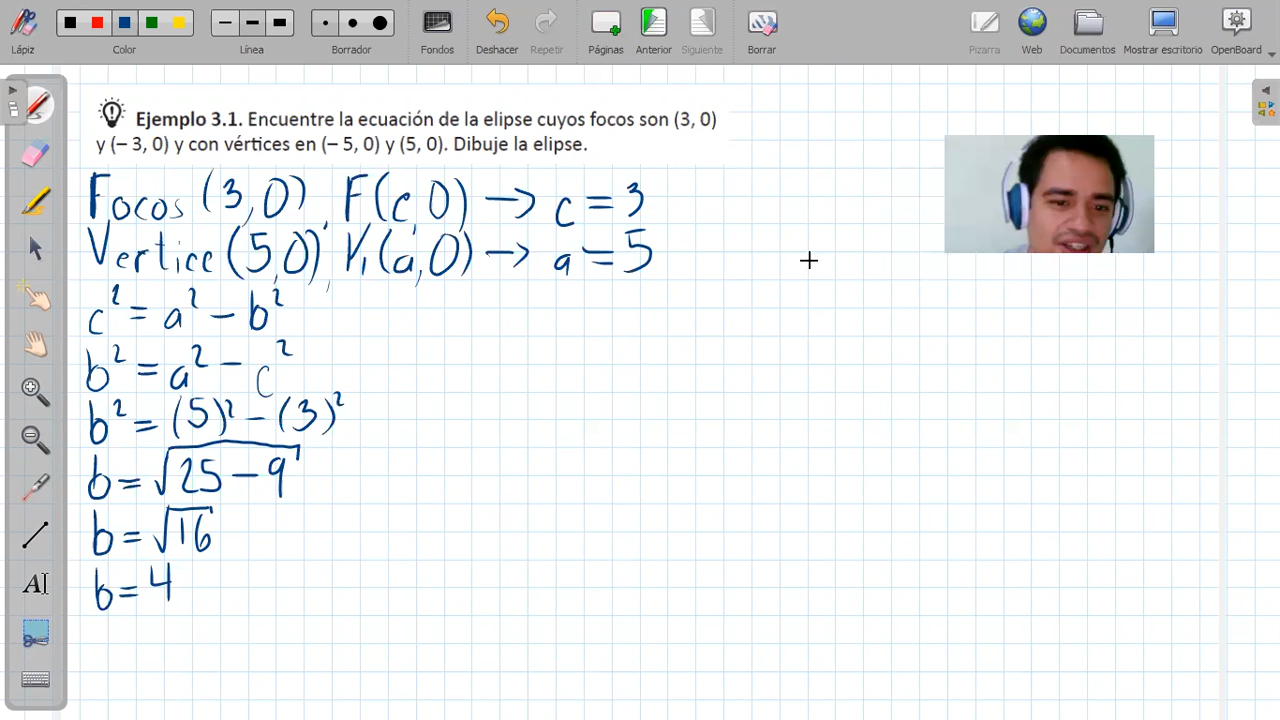 Lápiz Color Línea Borrador Fondos Deshacer Repetir Páginas Anterior Siguiente Borrar Pizarra Web Documentos Mostrar escritorio OpenBoard
Ejemplo 3.1. Encuentre la ecuación de la elipse cuyos focos son (3, 0)
y (– 3, 0) y con vértices en (– 5, 0) y (5, 0). Dibuje la elipse.
Focos (3,0), F(c,0) → c = 3
Vertice (5,0), V₁(a,0) → a = 5
c² = a² − b²
b² = a² − c²
b² = (5)² − (3)²
b = √25 − 9
b = √16
b = 4
AI